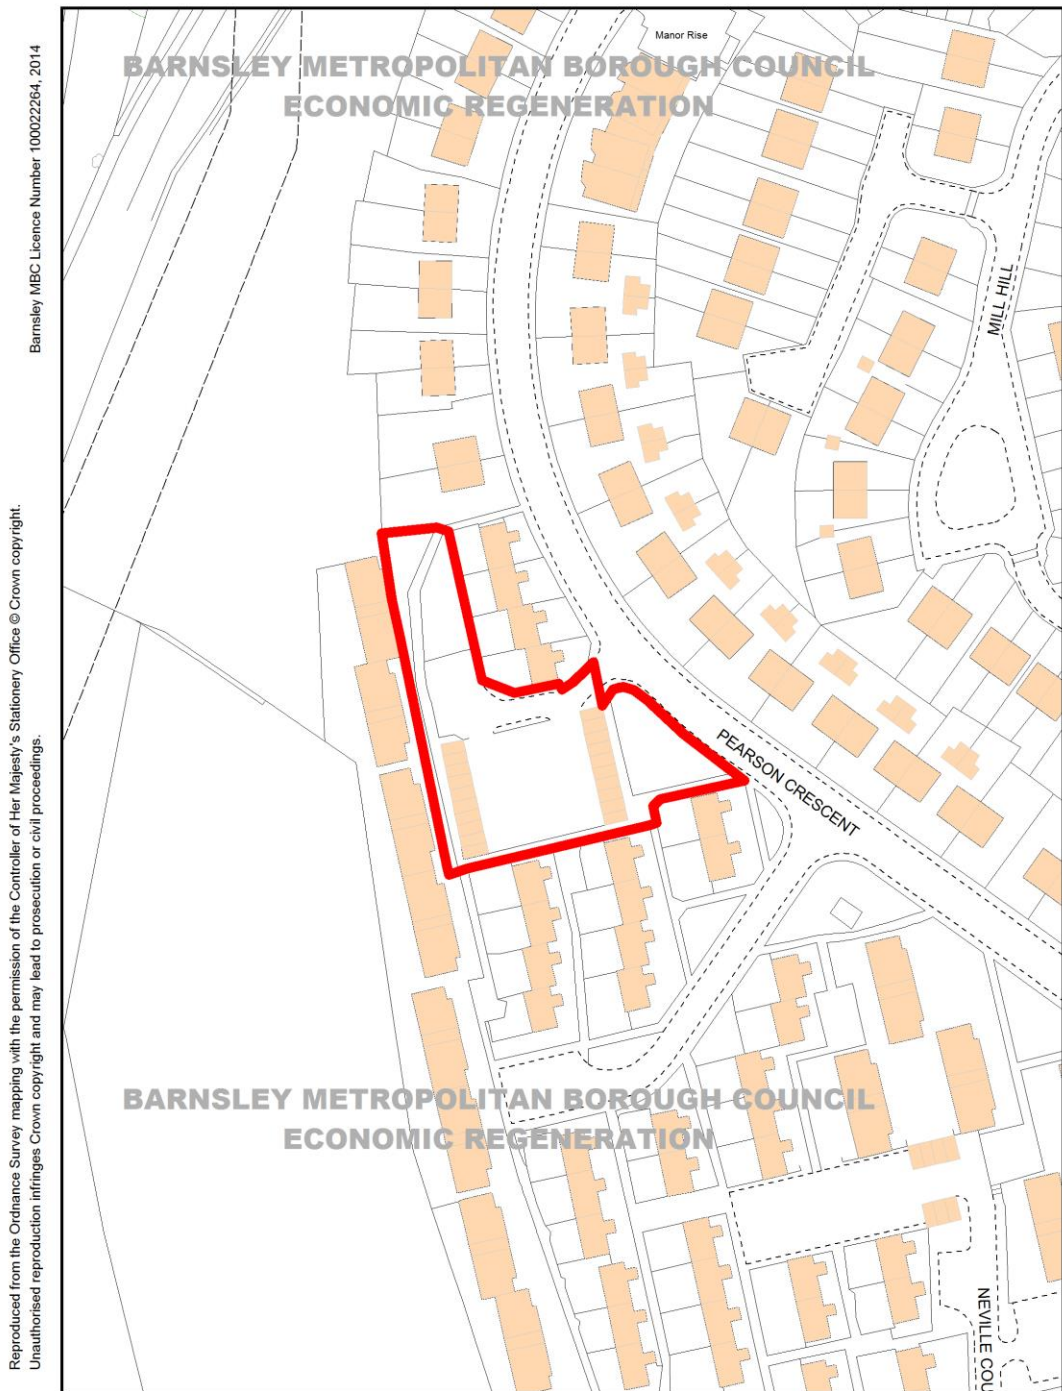 BARNSLEY METROPOLITAN BOROUGH COUNCIL
ECONOMIC REGENERATION
Manor Rise
MILL HILL
PEARSON CRESCENT
BARNSLEY METROPOLITAN BOROUGH COUNCIL
ECONOMIC REGENERATION
NEVILLE COU
Barnsley MBC Licence Number 100022264, 2014
Reproduced from the Ordnance Survey mapping with the permission of the Controller of Her Majesty's Stationery Office © Crown copyright.
Unauthorised reproduction infringes Crown copyright and may lead to prosecution or civil proceedings.